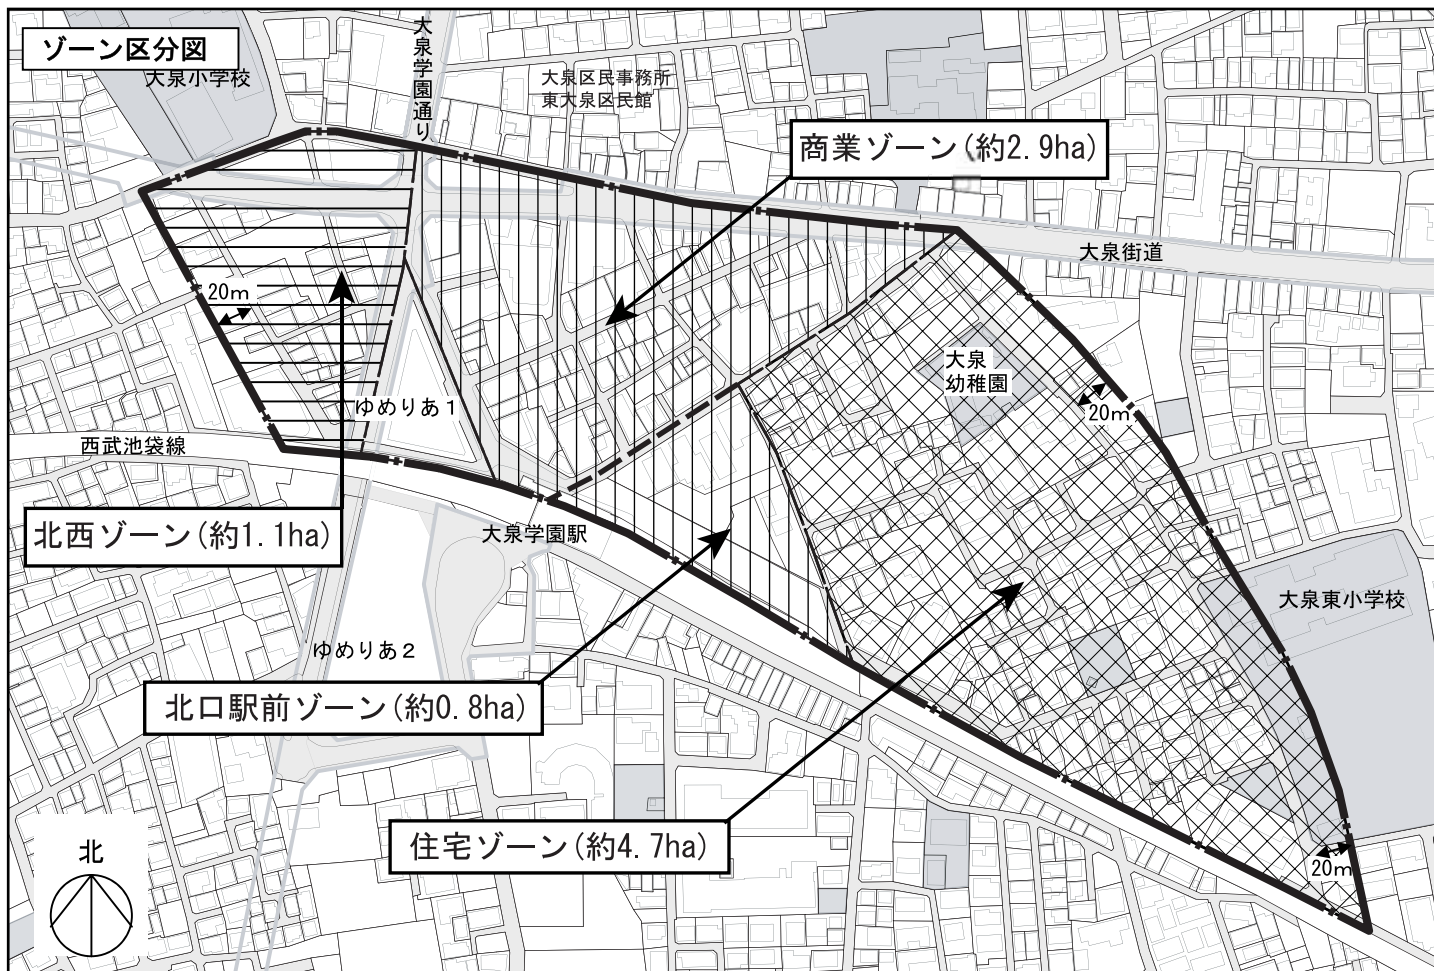 ゾーン区分図
大泉小学校
大泉学園通り
大泉区民事務所
東大泉区民館
商業ゾーン(約2.9ha)
大泉街道
20m
大泉
幼稚園
20m
ゆめりあ1
西武池袋線
北西ゾーン(約1.1ha)
大泉学園駅
大泉東小学校
ゆめりあ2
北口駅前ゾーン(約0.8ha)
住宅ゾーン(約4.7ha)
20m
北